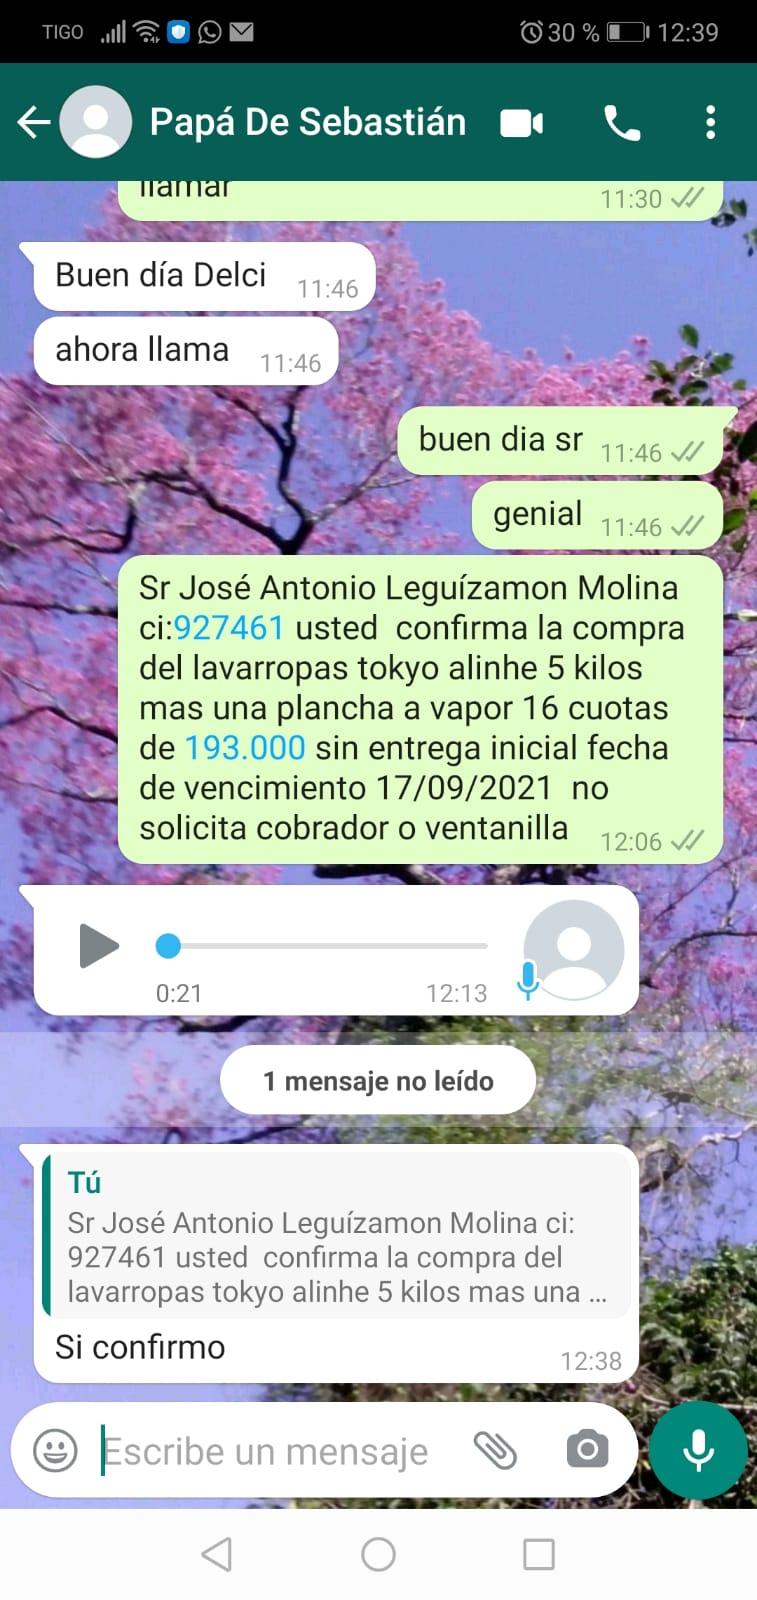 TIGO 30 % 12:39
Papá De Sebastián
llamar 11:30
Buen día Delci 11:46
ahora llama 11:46
buen dia sr 11:46
genial 11:46
Sr José Antonio Leguízamon Molina
ci:927461 usted  confirma la compra
del lavarropas tokyo alinhe 5 kilos
mas una plancha a vapor 16 cuotas
de 193.000 sin entrega inicial fecha
de vencimiento 17/09/2021  no
solicita cobrador o ventanilla 12:06
0:21 12:13
1 mensaje no leído
Tú
Sr José Antonio Leguízamon Molina ci:
927461 usted  confirma la compra del
lavarropas tokyo alinhe 5 kilos mas una ...
Si confirmo 12:38
Escribe un mensaje